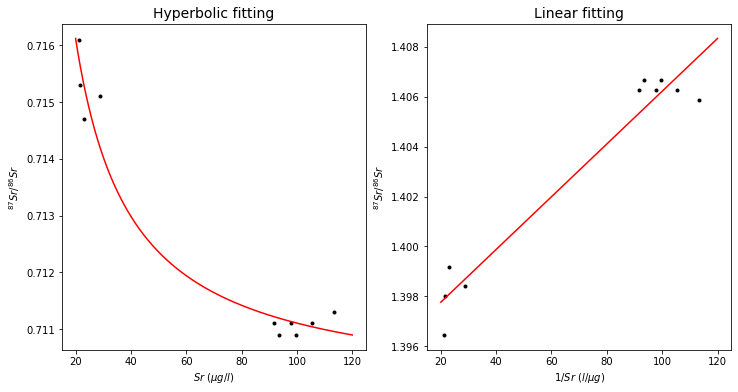 Hyperbolic fitting
0.716
0.715
0.714
0.713
0.712
0.711
20 40 60 80 100 120
⁸⁷Sr/⁸⁶Sr
Sr (μg/l)
Linear fitting
1.408
1.406
1.404
1.402
1.400
1.398
1.396
20 40 60 80 100 120
⁸⁷Sr/⁸⁶Sr
1/Sr (l/μg)